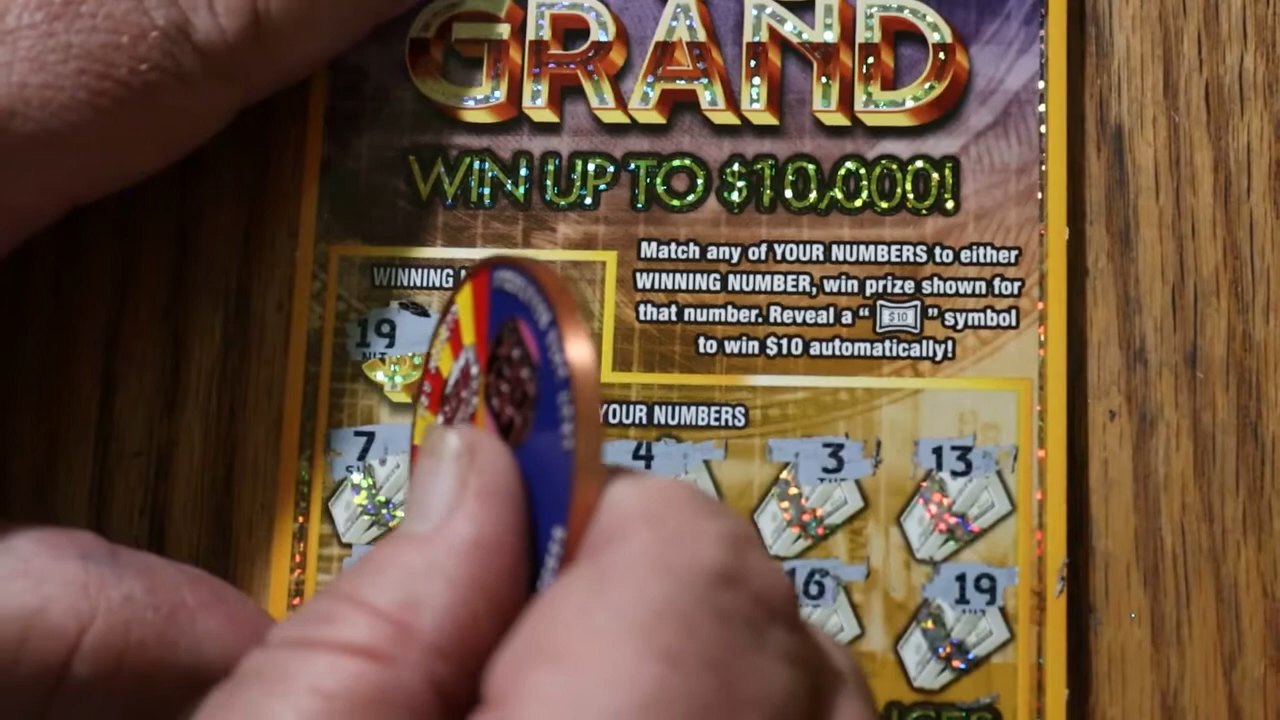 GRAND
WIN UP TO $10,000!
Match any of YOUR NUMBERS to either
WINNING NUMBER, win prize shown for
that number. Reveal a “ $10 ” symbol
to win $10 automatically!
WINNING
19
YOUR NUMBERS
7 4 3 13
16 19